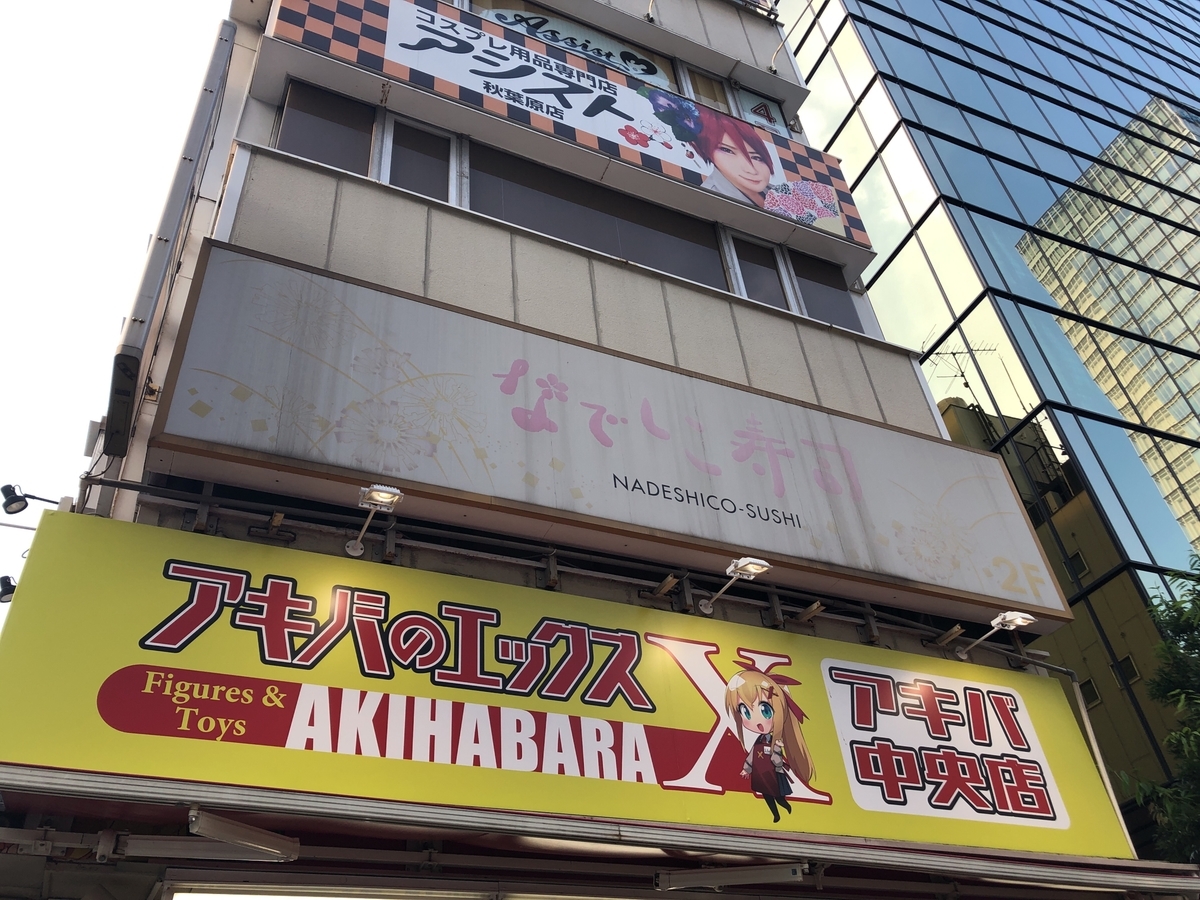 Assist
コスプレ用品専門店
アシスト
秋葉原店
4
なでしこ寿司
NADESHICO-SUSHI
2F
アキバのエックス
Figures &
Toys
AKIHABARA
X
アキバ
中央店